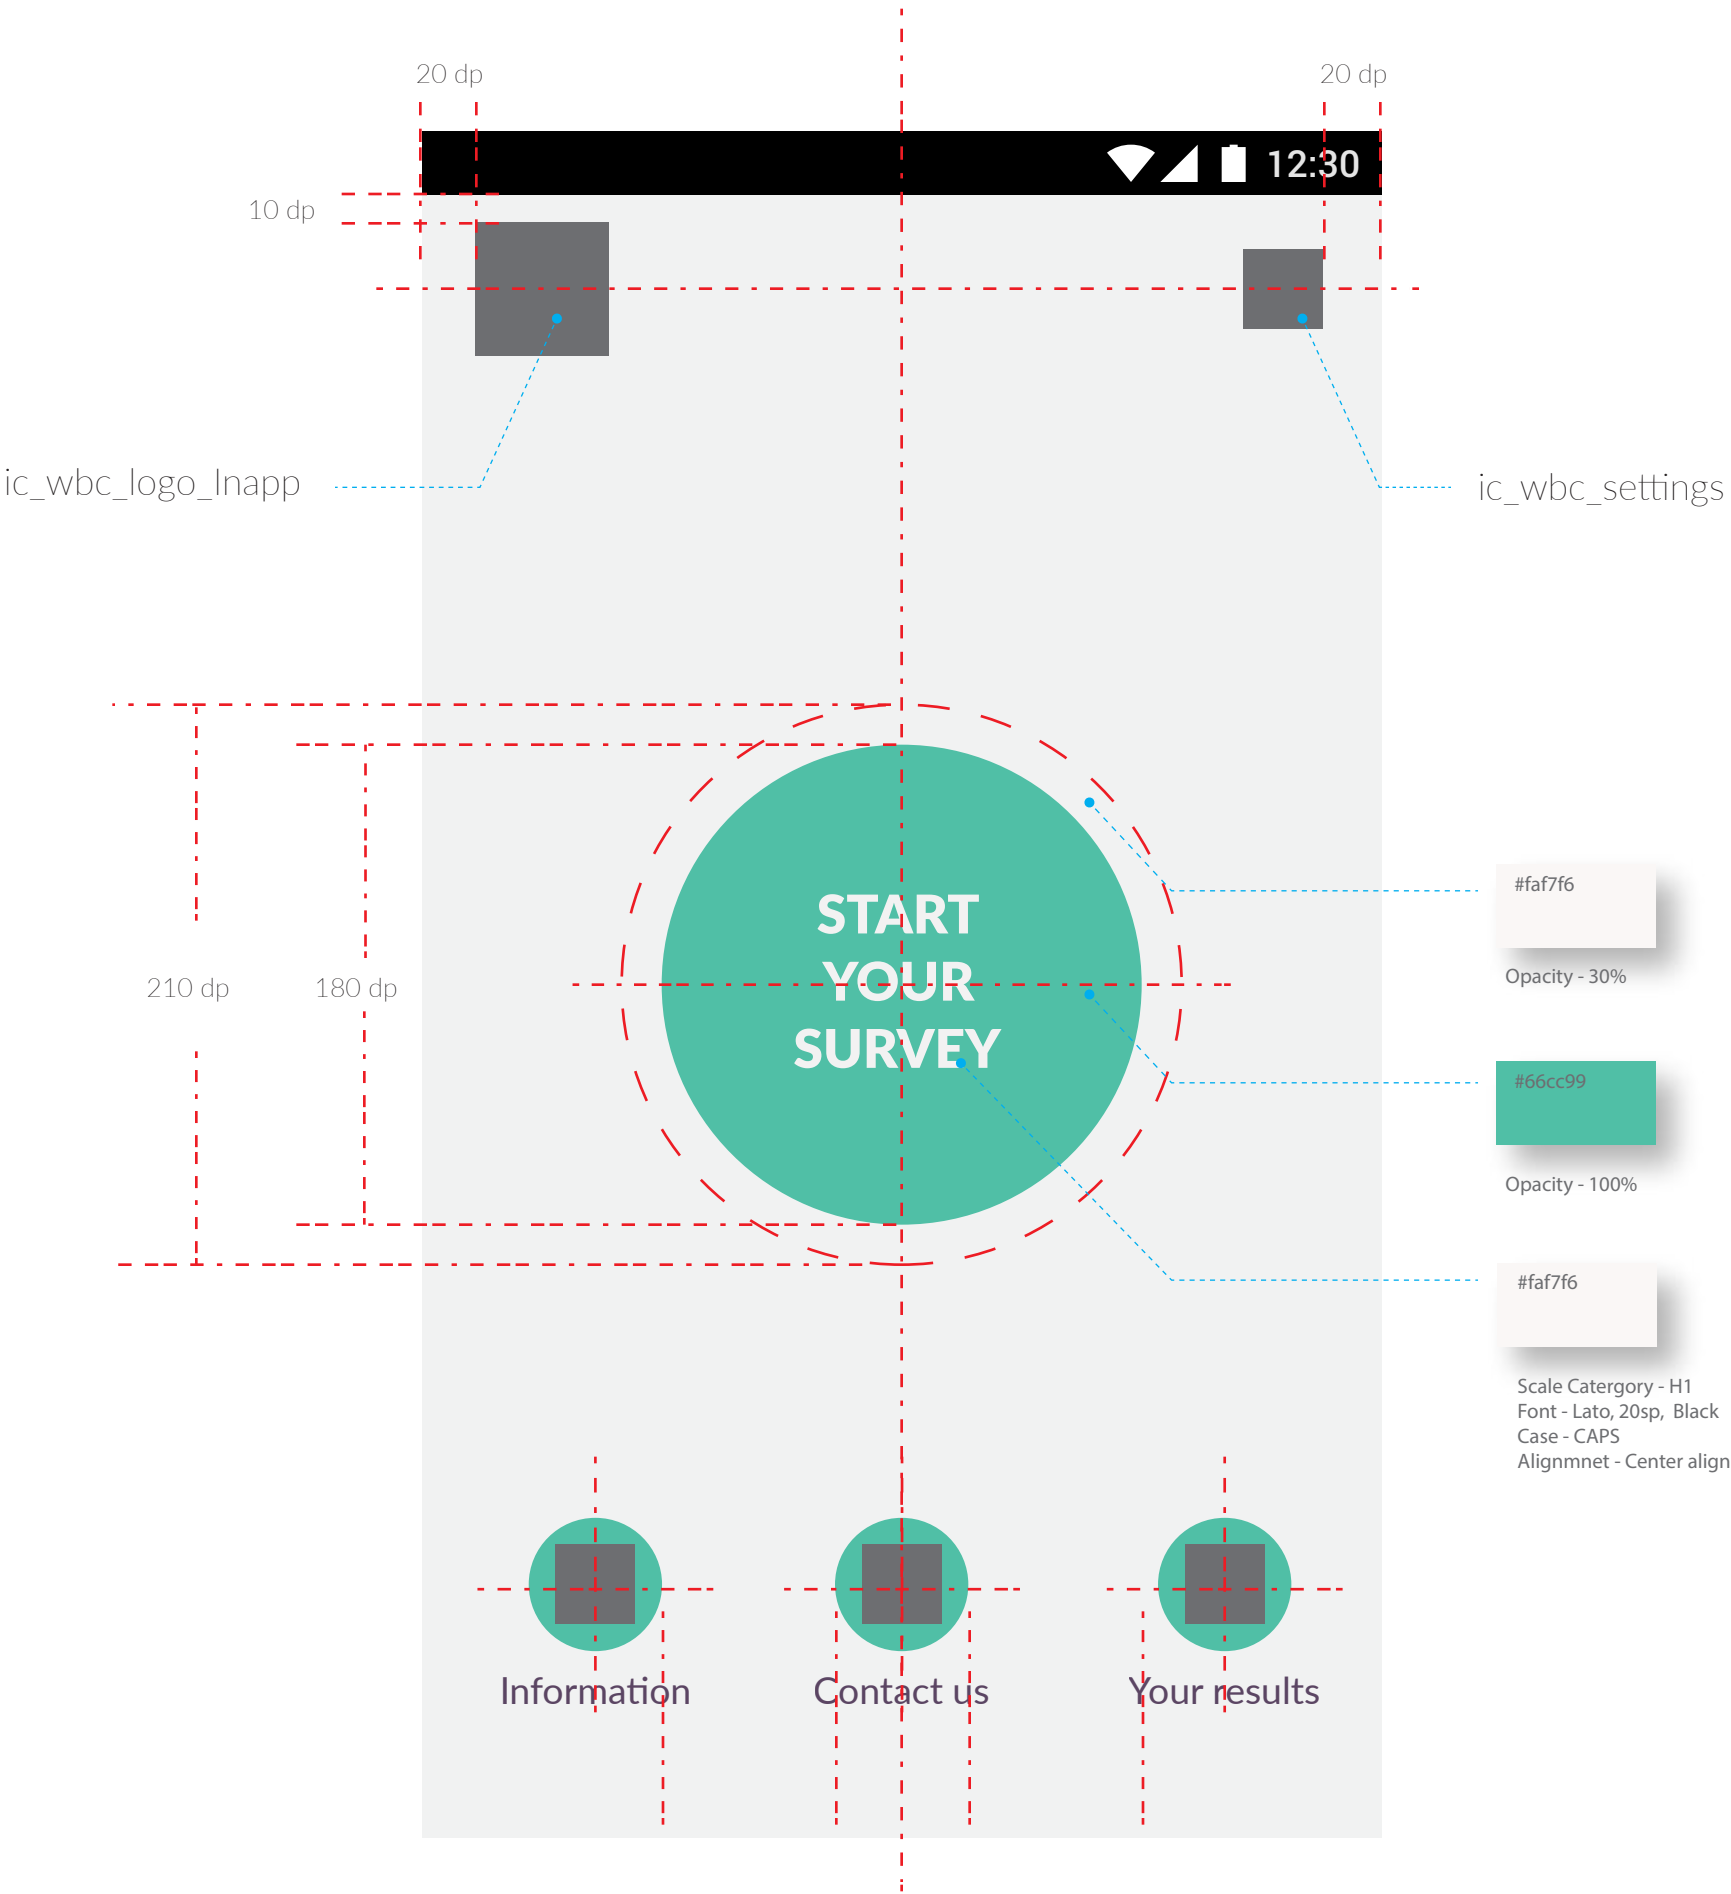 20 dp
20 dp
12:30
10 dp
ic_wbc_logo_Inapp
ic_wbc_settings
START
YOUR
SURVEY
210 dp
180 dp
#faf7f6
Opacity - 30%
#66cc99
Opacity - 100%
#faf7f6
Scale Catergory - H1
Font - Lato, 20sp,  Black
Case - CAPS
Alignmnet - Center align
Information
Contact us
Your results